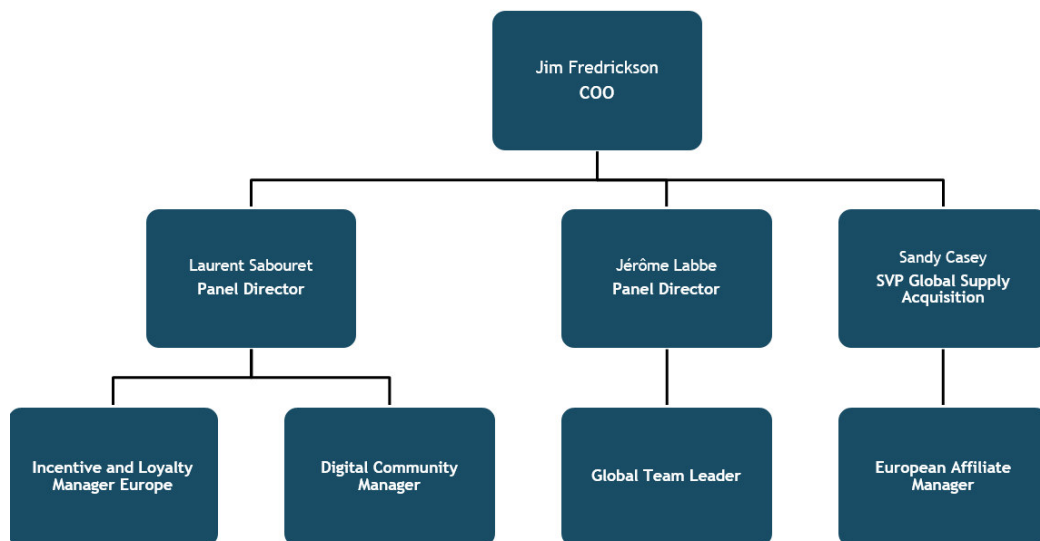 Jim Fredrickson
COO
Laurent Sabouret
Panel Director
Jérôme Labbe
Panel Director
Sandy Casey
SVP Global Supply
Acquisition
Incentive and Loyalty
Manager Europe
Digital Community
Manager
Global Team Leader
European Affiliate
Manager